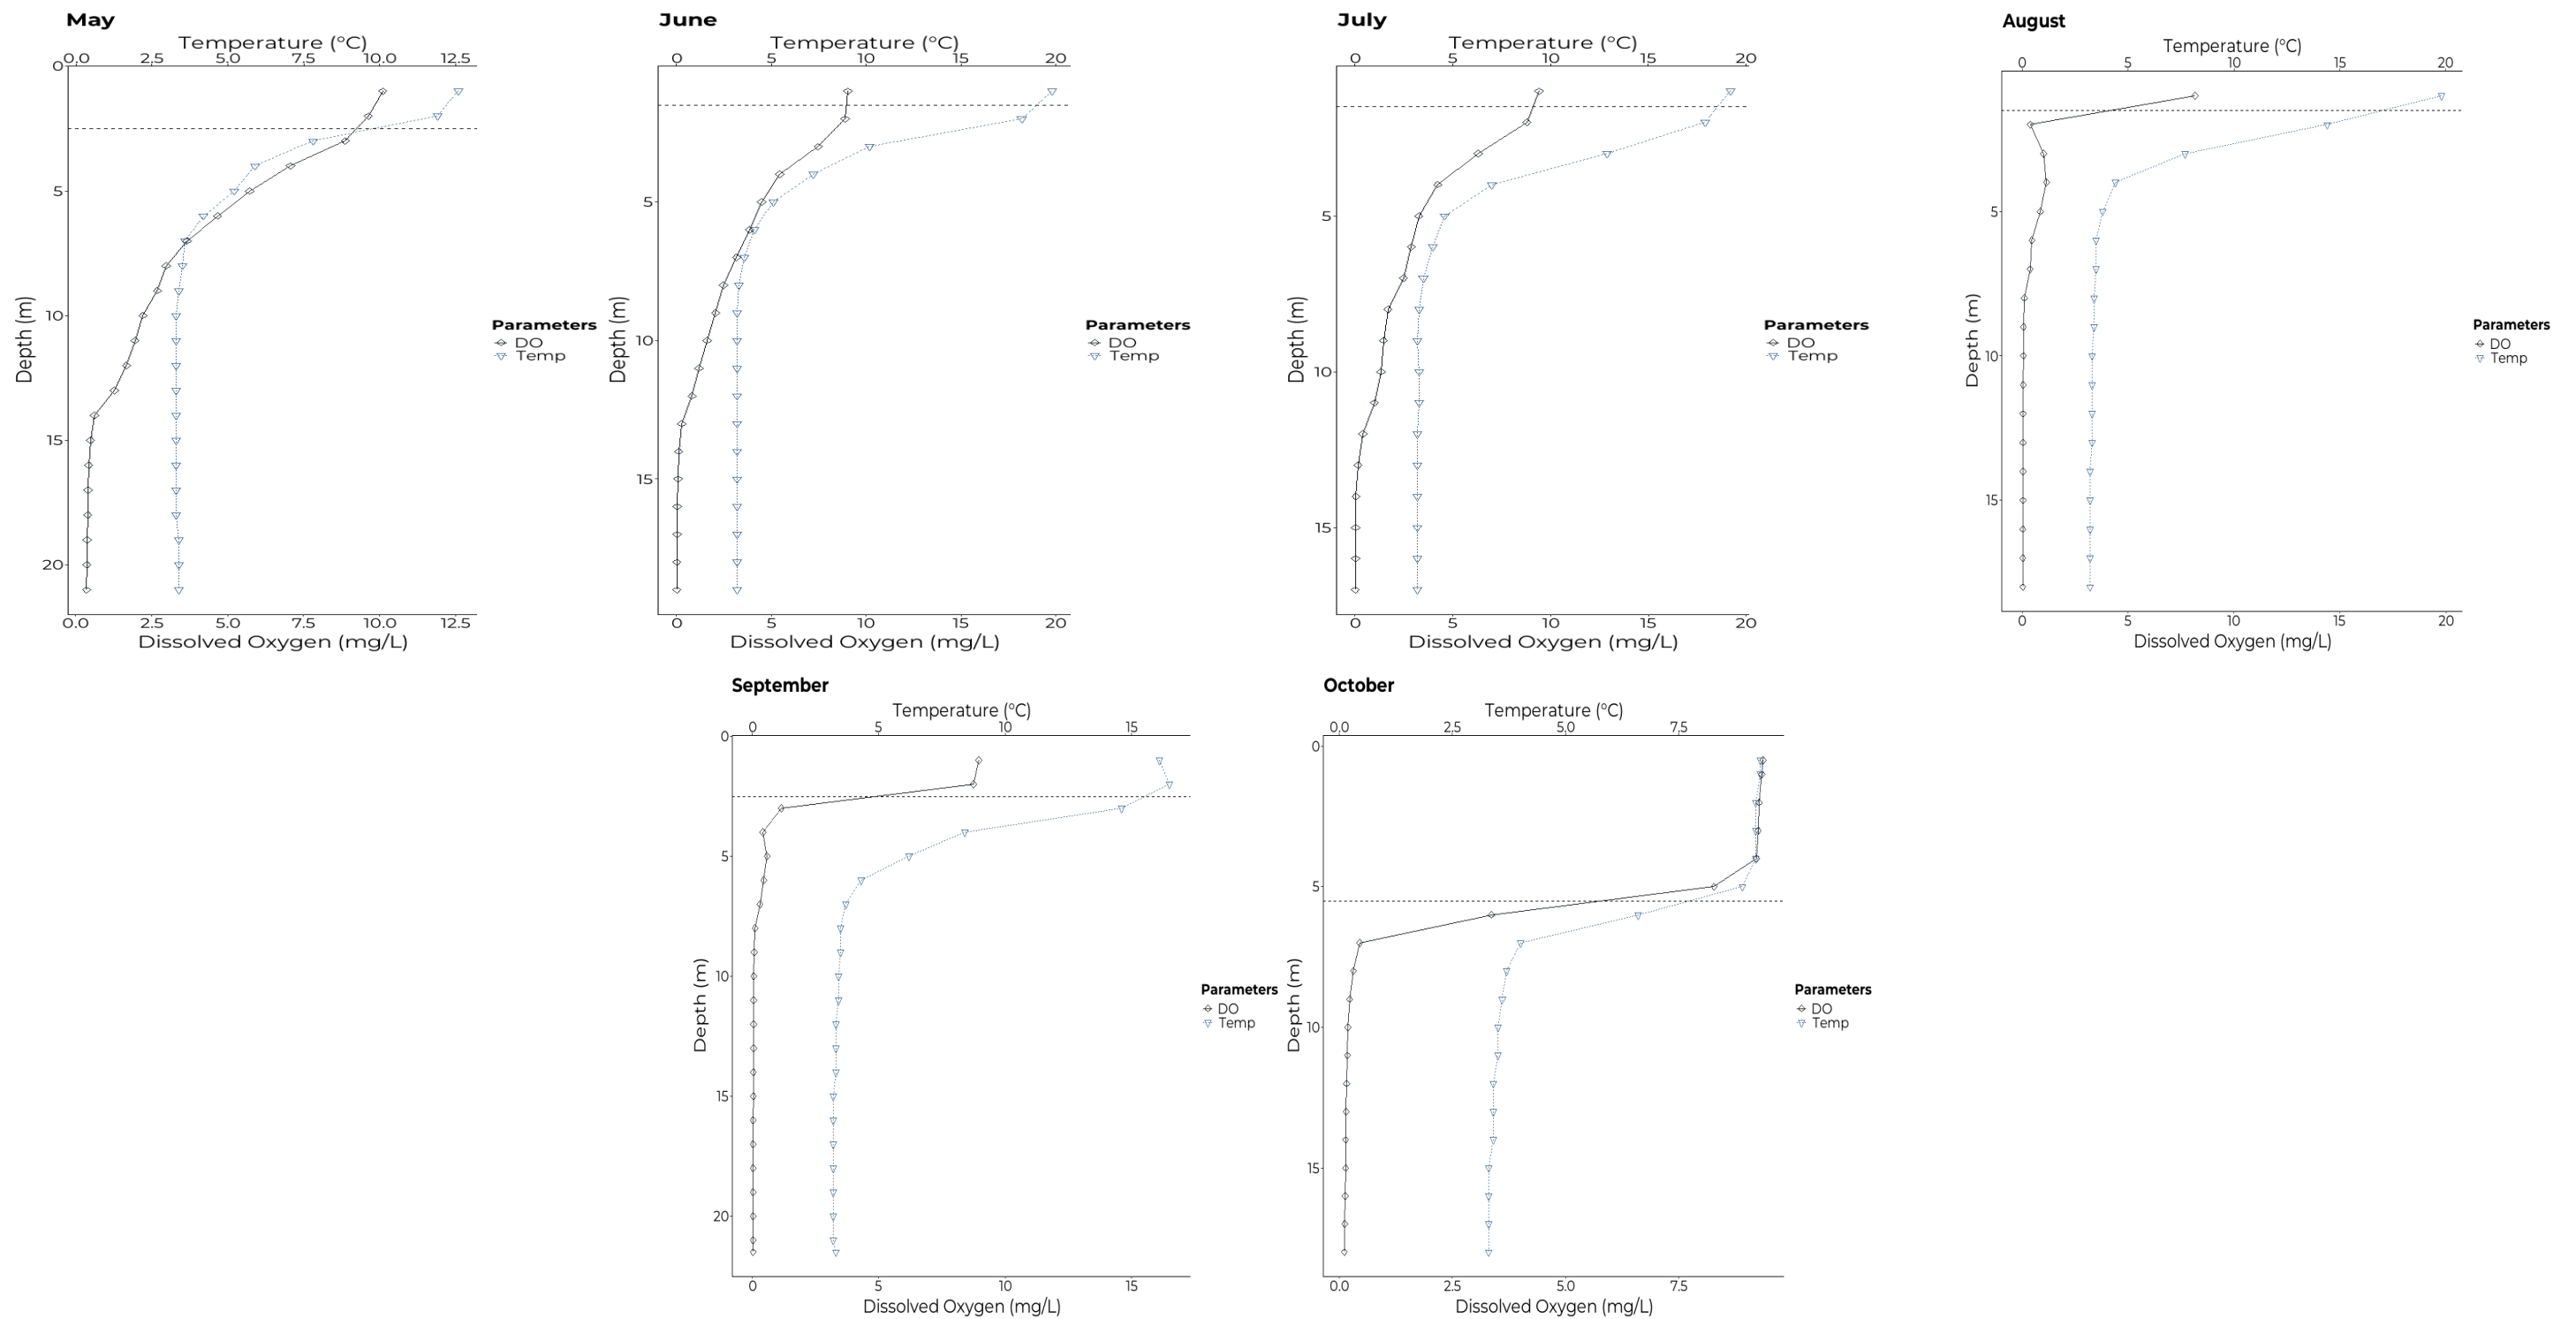 May
Temperature (°C)
0.0 2.5 5.0 7.5 10.0 12.5
0
5
10
15
20
Depth (m)
0.0 2.5 5.0 7.5 10.0 12.5
Dissolved Oxygen (mg/L)
Parameters
DO
Temp
June
Temperature (°C)
0 5 10 15 20
5
10
15
Depth (m)
0 5 10 15 20
Dissolved Oxygen (mg/L)
Parameters
DO
Temp
July
Temperature (°C)
0 5 10 15 20
5
10
15
Depth (m)
0 5 10 15 20
Dissolved Oxygen (mg/L)
Parameters
DO
Temp
August
Temperature (°C)
0 5 10 15 20
5
10
15
Depth (m)
0 5 10 15 20
Dissolved Oxygen (mg/L)
Parameters
DO
Temp
September
Temperature (°C)
0 5 10 15
0
5
10
15
20
Depth (m)
0 5 10 15
Dissolved Oxygen (mg/L)
Parameters
DO
Temp
October
Temperature (°C)
0.0 2.5 5.0 7.5
0
5
10
15
Depth (m)
0.0 2.5 5.0 7.5
Dissolved Oxygen (mg/L)
Parameters
DO
Temp